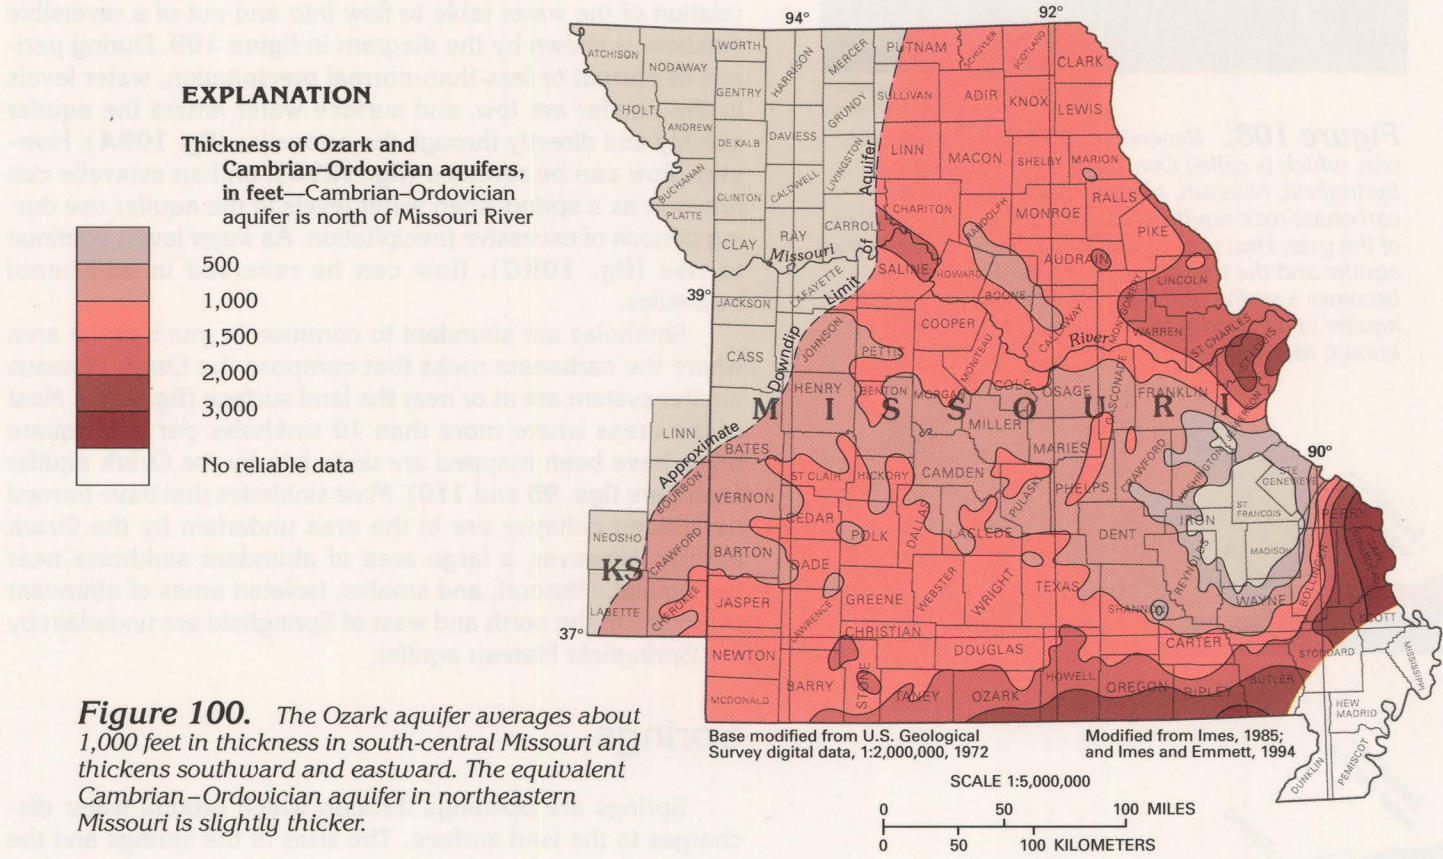 EXPLANATION
Thickness of Ozark and
Cambrian-Ordovician aquifers,
in feet—Cambrian-Ordovician
aquifer is north of Missouri River
500
1,000
1,500
2,000
3,000
No reliable data
Figure 100. The Ozark aquifer averages about
1,000 feet in thickness in south-central Missouri and
thickens southward and eastward. The equivalent
Cambrian–Ordovician aquifer in northeastern
Missouri is slightly thicker.
94°
92°
39°
90°
37°
ATCHISON
NODAWAY
WORTH
HARRISON
MERCER
PUTNAM
SCHUYLER
SCOTLAND
CLARK
HOLT
GENTRY
GRUNDY
SULLIVAN
ADIR
KNOX
LEWIS
ANDREW
DE KALB
DAVIESS
LIVINGSTON
LINN
MACON
SHELBY
MARION
BUCHANAN
CLINTON
CALDWELL
CHARITON
RANDOLPH
MONROE
RALLS
PLATTE
CLAY
RAY
CARROLL
SALINE
HOWARD
BOONE
AUDRAIN
PIKE
Missouri
Approximate
Updip
Limit
of
Aquifer
JACKSON
LAFAYETTE
COOPER
CALLAWAY
MONTGOMERY
LINCOLN
WARREN
ST CHARLES
ST LOUIS
River
CASS
JOHNSON
PETTIS
MONITEAU
COLE
OSAGE
GASCONADE
FRANKLIN
JEFFERSON
HENRY
BENTON
MORGAN
MILLER
MARIES
MISSOURI
LINN
BATES
ST CLAIR
HICKORY
CAMDEN
PULASKI
PHELPS
CRAWFORD
WASHINGTON
STE
GENEVIEVE
BOURBON
VERNON
CEDAR
POLK
DALLAS
LACLEDE
DENT
IRON
ST
FRANCOIS
PERRY
NEOSHO
CRAWFORD
BARTON
DADE
MADISON
BOLLINGER
CAPE
GIRARDEAU
KS
LABETTE
CHEROKEE
JASPER
LAWRENCE
GREENE
WEBSTER
WRIGHT
TEXAS
SHANNON
REYNOLDS
WAYNE
CHRISTIAN
DOUGLAS
CARTER
SCOTT
NEWTON
BARRY
STONE
TANEY
OZARK
HOWELL
OREGON
RIPLEY
BUTLER
STODDARD
MISSISSIPPI
MCDONALD
NEW
MADRID
DUNKLIN
PEMISCOT
Base modified from U.S. Geological
Survey digital data, 1:2,000,000, 1972
Modified from Imes, 1985;
and Imes and Emmett, 1994
SCALE 1:5,000,000
0 50 100 MILES
0 50 100 KILOMETERS